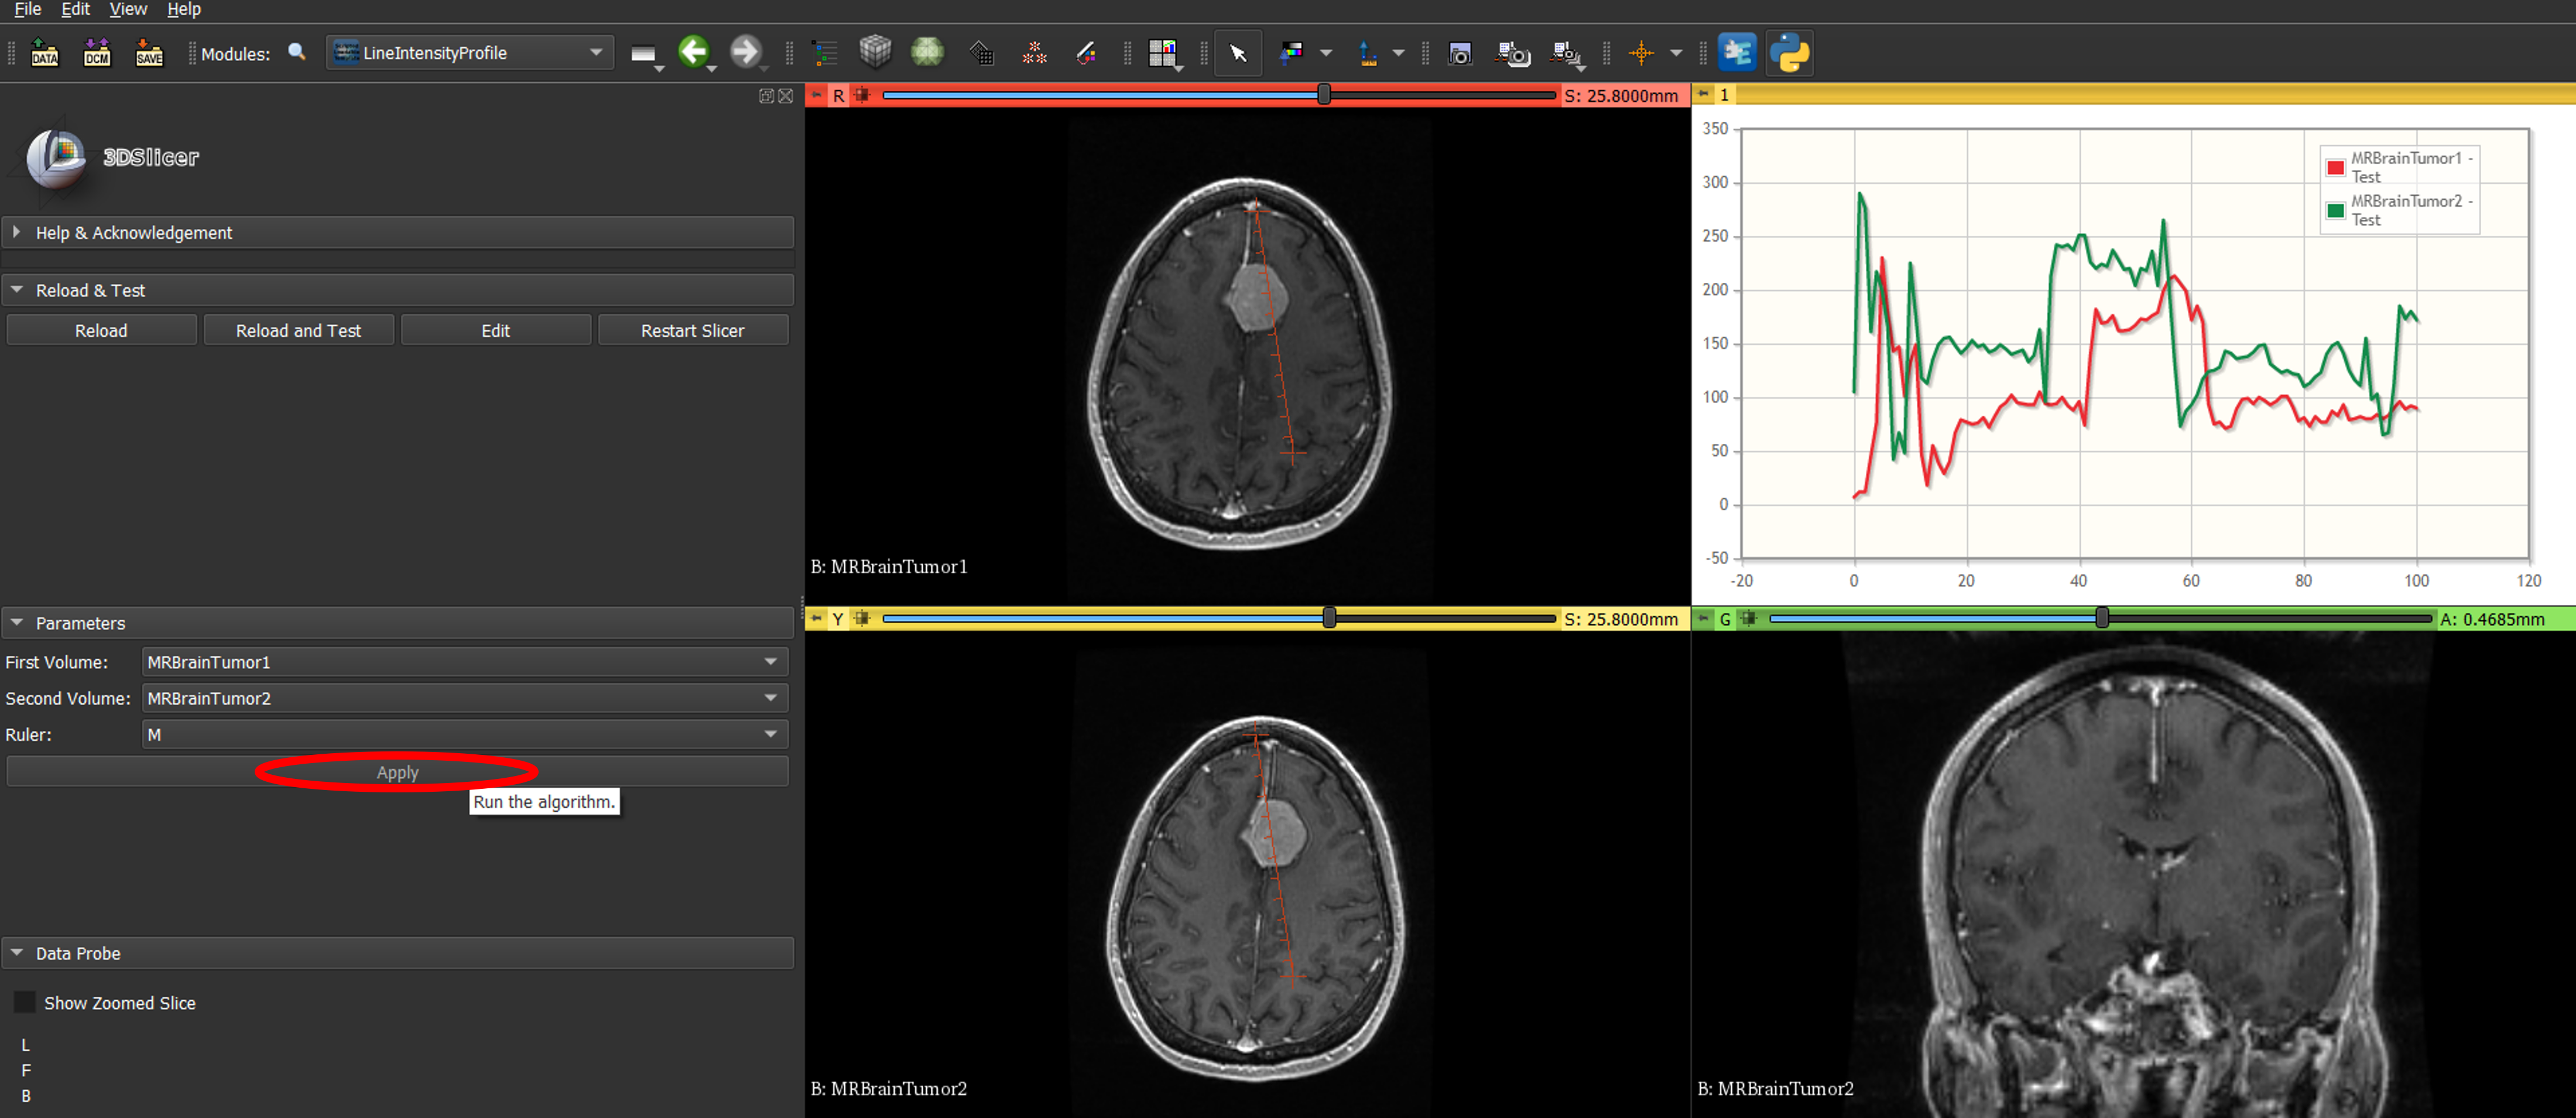 File Edit View Help
DATA DCM SAVE Modules: LineIntensityProfile
3DSlicer
Help & Acknowledgement
Reload & Test
Reload Reload and Test Edit Restart Slicer
Parameters
First Volume: MRBrainTumor1
Second Volume: MRBrainTumor2
Ruler: M
Apply
Run the algorithm.
Data Probe
Show Zoomed Slice
L
F
B
R S: 25.8000mm
B: MRBrainTumor1
1
350
300
250
200
150
100
50
0
-50
-20 0 20 40 60 80 100 120
MRBrainTumor1 -
Test
MRBrainTumor2 -
Test
Y S: 25.8000mm
B: MRBrainTumor2
G A: 0.4685mm
B: MRBrainTumor2